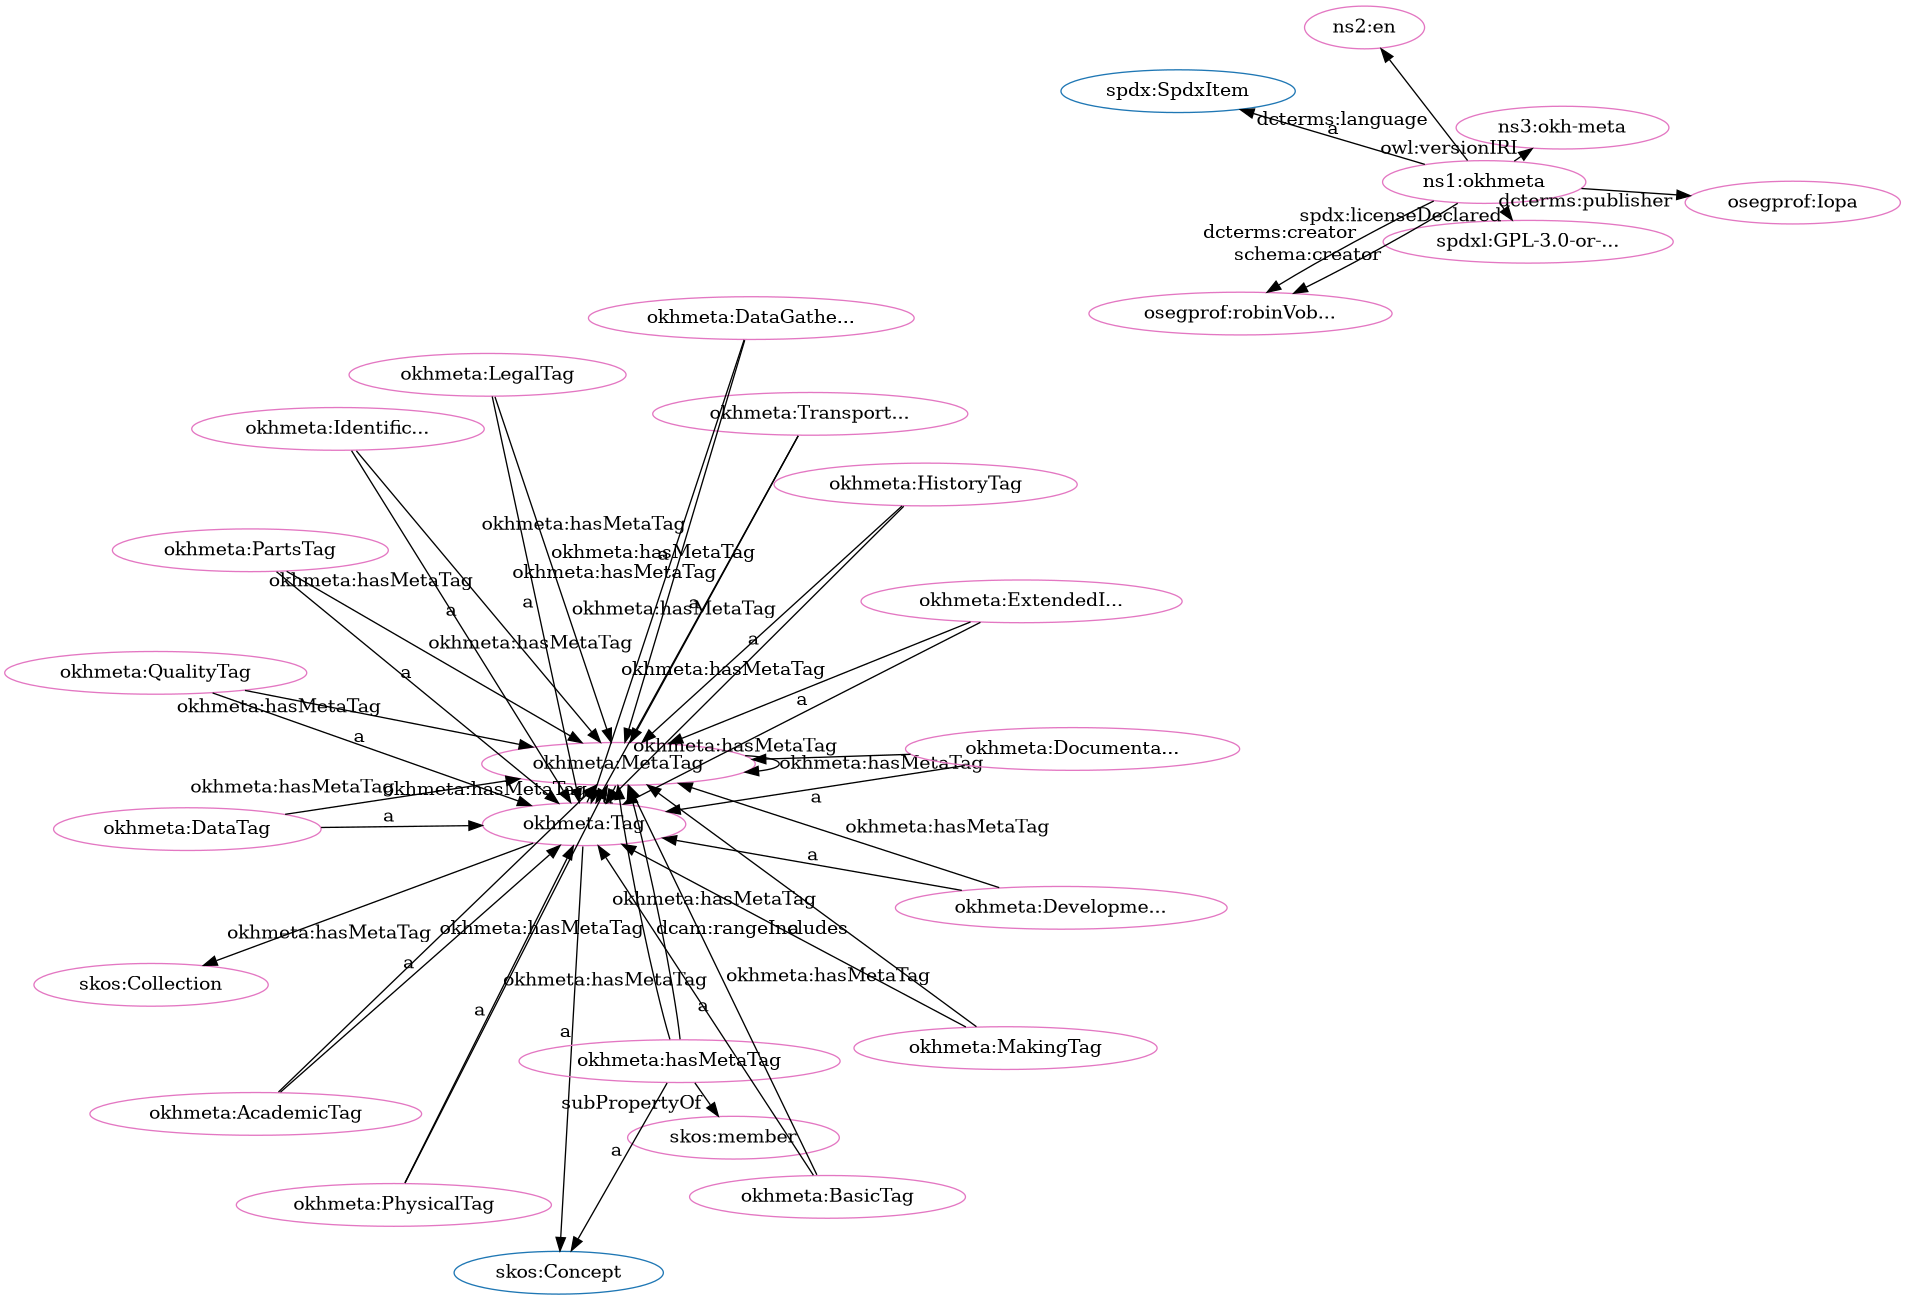 ns2:en
spdx:SpdxItem
dcterms:language
a
ns3:okh-meta
owl:versionIRI
ns1:okhmeta
dcterms:publisher
osegprof:Iopa
spdx:licenseDeclared
dcterms:creator
spdxl:GPL-3.0-or-...
schema:creator
osegprof:robinVob...
okhmeta:DataGathe...
okhmeta:LegalTag
okhmeta:Transport...
okhmeta:Identific...
okhmeta:HistoryTag
okhmeta:hasMetaTag
okhmeta:PartsTag
okhmeta:hasMetaTag
a
okhmeta:hasMetaTag
okhmeta:hasMetaTag
okhmeta:ExtendedI...
a
a
okhmeta:hasMetaTag
a
a
okhmeta:hasMetaTag
okhmeta:QualityTag
a
okhmeta:hasMetaTag
a
okhmeta:hasMetaTag
a
okhmeta:hasMetaTag
okhmeta:Documenta...
okhmeta:MetaTag
okhmeta:hasMetaTag
okhmeta:hasMetaTag
okhmeta:hasMetaTag
a
a
okhmeta:DataTag
okhmeta:Tag
okhmeta:hasMetaTag
a
okhmeta:hasMetaTag
okhmeta:Developme...
okhmeta:hasMetaTag
okhmeta:hasMetaTag
dcam:rangeIncludes
a
a
okhmeta:hasMetaTag
okhmeta:hasMetaTag
skos:Collection
a
a
a
okhmeta:MakingTag
okhmeta:hasMetaTag
subPropertyOf
okhmeta:AcademicTag
skos:member
a
okhmeta:PhysicalTag
okhmeta:BasicTag
skos:Concept